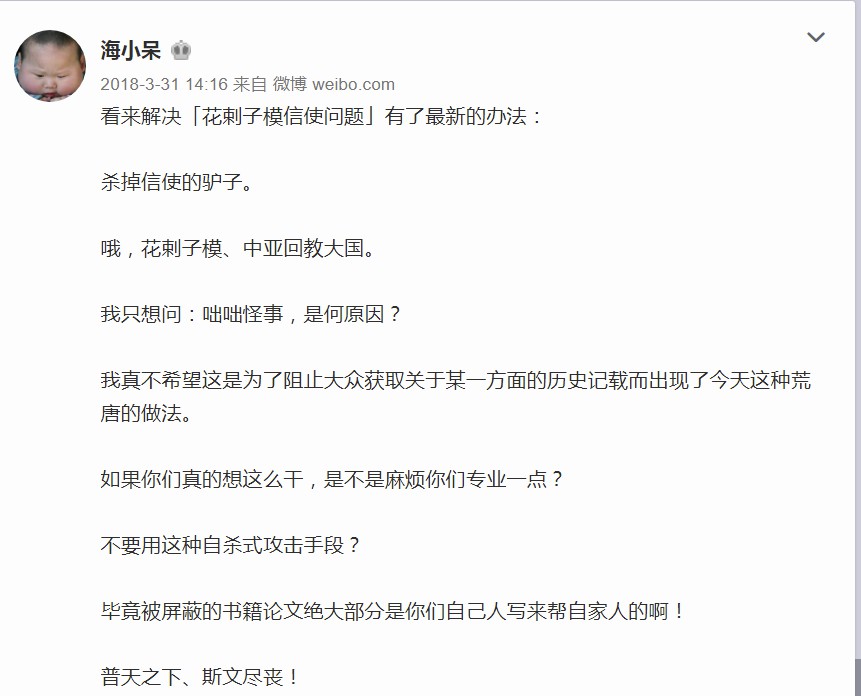 海小呆
2018-3-31 14:16 来自 微博 weibo.com
看来解决「花剌子模信使问题」有了最新的办法：
杀掉信使的驴子。
哦，花剌子模、中亚回教大国。
我只想问：咄咄怪事，是何原因？
我真不希望这是为了阻止大众获取关于某一方面的历史记载而出现了今天这种荒
唐的做法。
如果你们真的想这么干，是不是麻烦你们专业一点？
不要用这种自杀式攻击手段？
毕竟被屏蔽的书籍论文绝大部分是你们自己人写来帮自家人的啊！
普天之下、斯文尽丧！